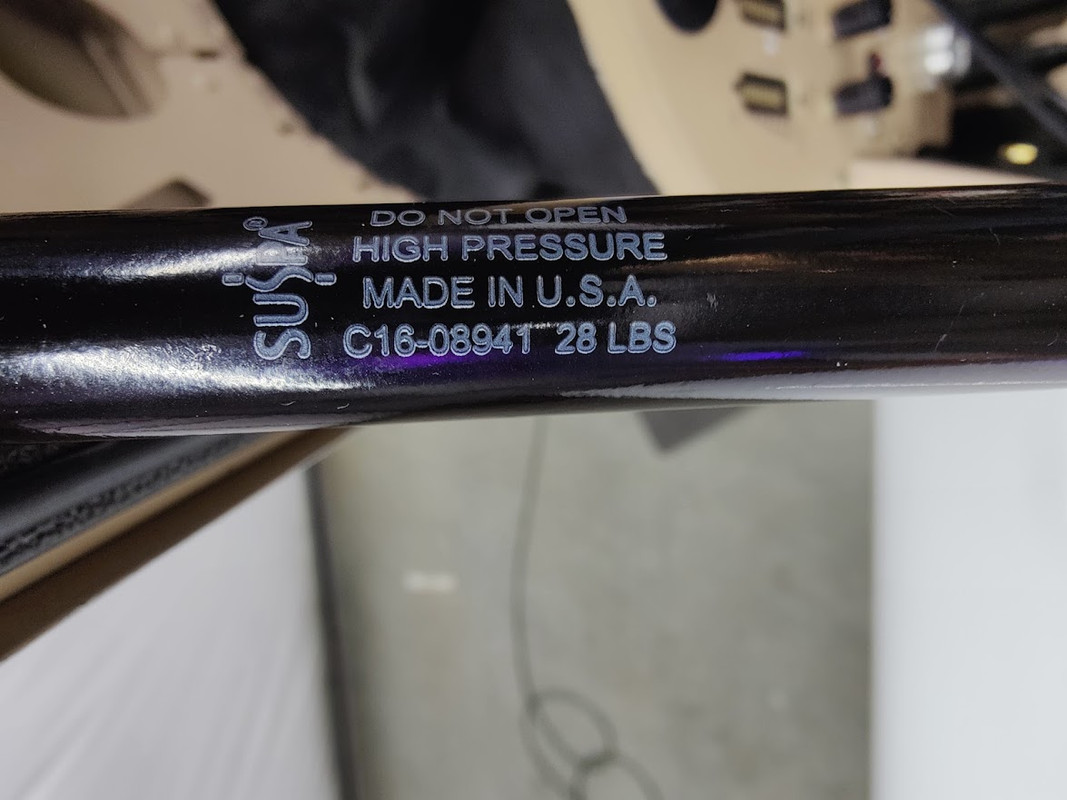 SUSPA®
DO NOT OPEN
HIGH PRESSURE
MADE IN U.S.A.
C16-08941 28 LBS